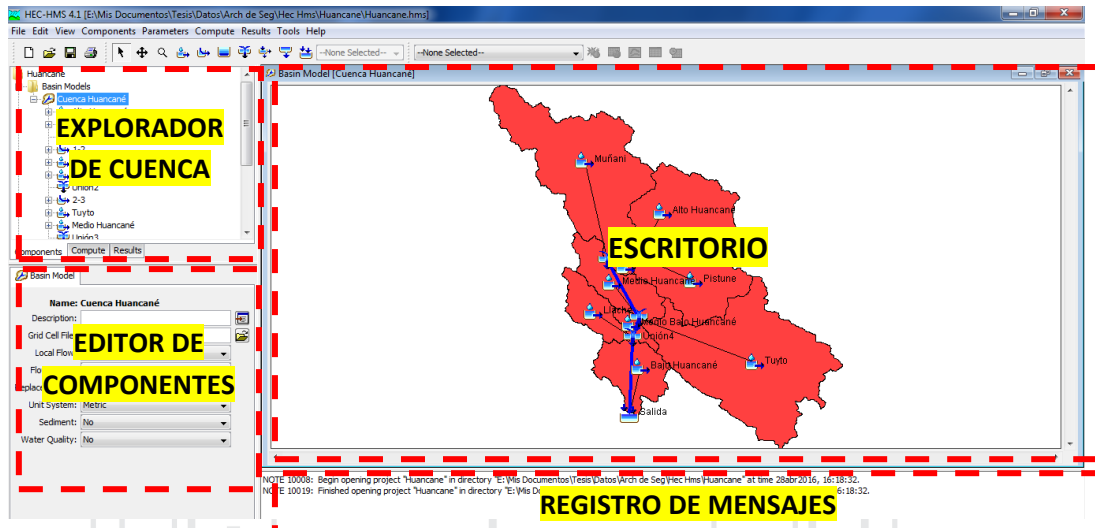 HEC-HMS 4.1 [E:\Mis Documentos\Tesis\Datos\Arch de Seg\Hec Hms\Huancane\Huancane.hms]
File Edit View Components Parameters Compute Results Tools Help
--None Selected-- --None Selected--
Huancane
Basin Models
Cuenca Huancané
EXPLORADOR
1-2
DE CUENCA
Unión2
2-3
Tuyto
Medio Huancané
Unión3
Components Compute Results
Basin Model
Name: Cuenca Huancané
Description:
Grid Cell File
Local Flow
EDITOR DE
COMPONENTES
Unit System: Metric
Sediment: No
Water Quality: No
Basin Model [Cuenca Huancané]
Muñani
Alto Huancané
ESCRITORIO
Pistune
Medio Huancané
Medio Bajo Huancané
Unión4
Tuyto
Bajo Huancané
Salida
NOTE 10008: Begin opening project "Huancane" in directory "E:\Mis Documentos\Tesis\Datos\Arch de Seg\Hec Hms\Huancane" at time 28abr2016, 16:18:32.
NOTE 10019: Finished opening project "Huancane" in directory "E:\Mis 6:18:32.
REGISTRO DE MENSAJES